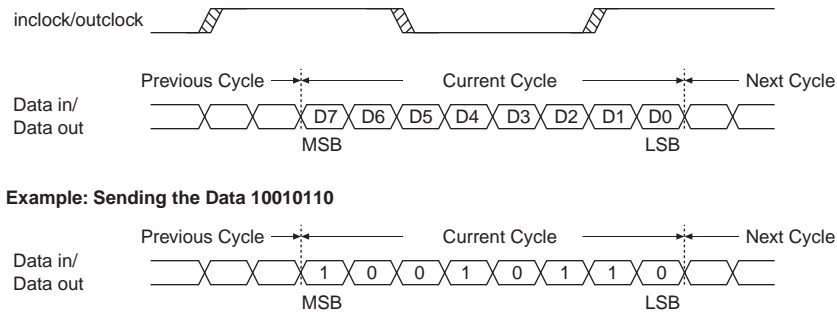 inclock/outclock
Previous Cycle Current Cycle Next Cycle
Data in/
Data out
D7 D6 D5 D4 D3 D2 D1 D0
MSB LSB
Example: Sending the Data 10010110
Previous Cycle Current Cycle Next Cycle
Data in/
Data out
1 0 0 1 0 1 1 0
MSB LSB